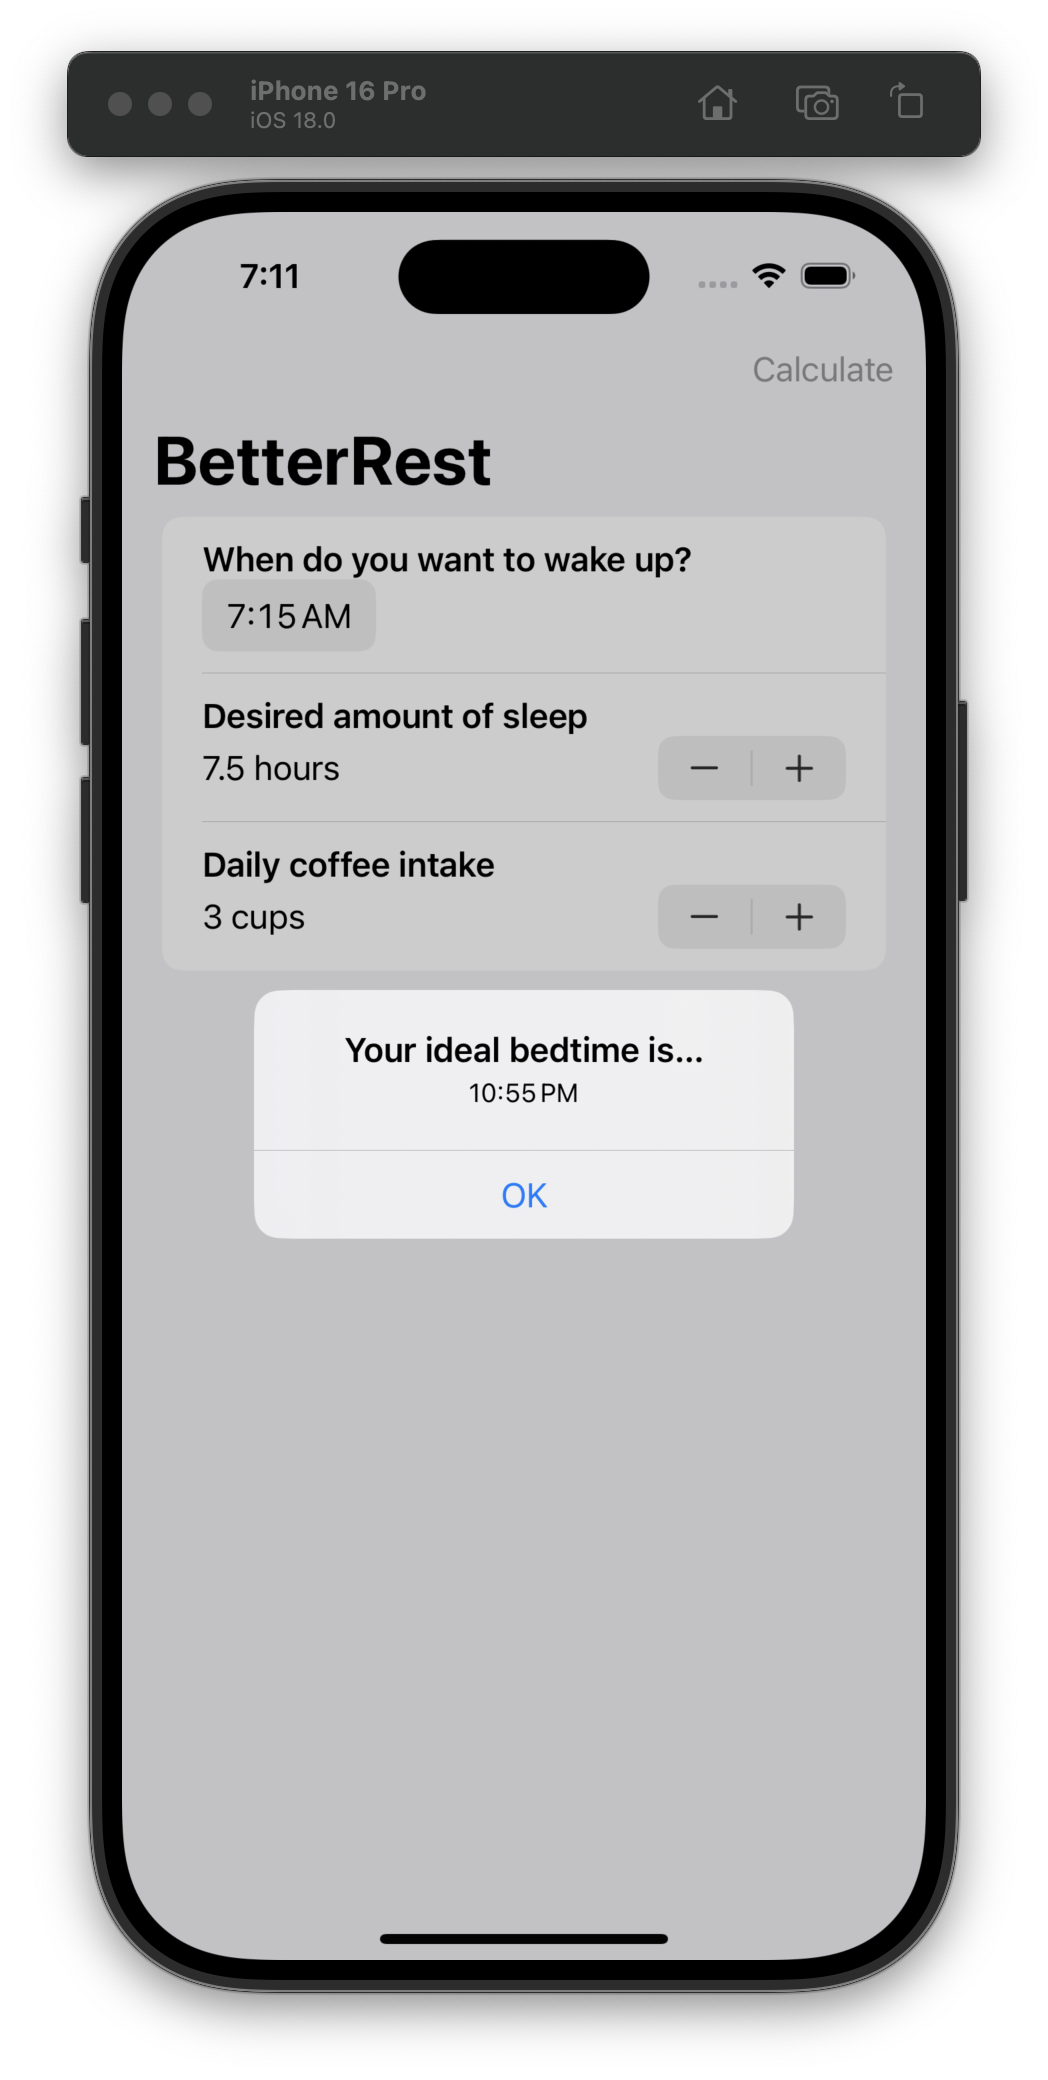 iPhone 16 Pro
iOS 18.0
7:11
Calculate
BetterRest
When do you want to wake up?
7:15 AM
Desired amount of sleep
7.5 hours
Daily coffee intake
3 cups
Your ideal bedtime is...
10:55 PM
OK